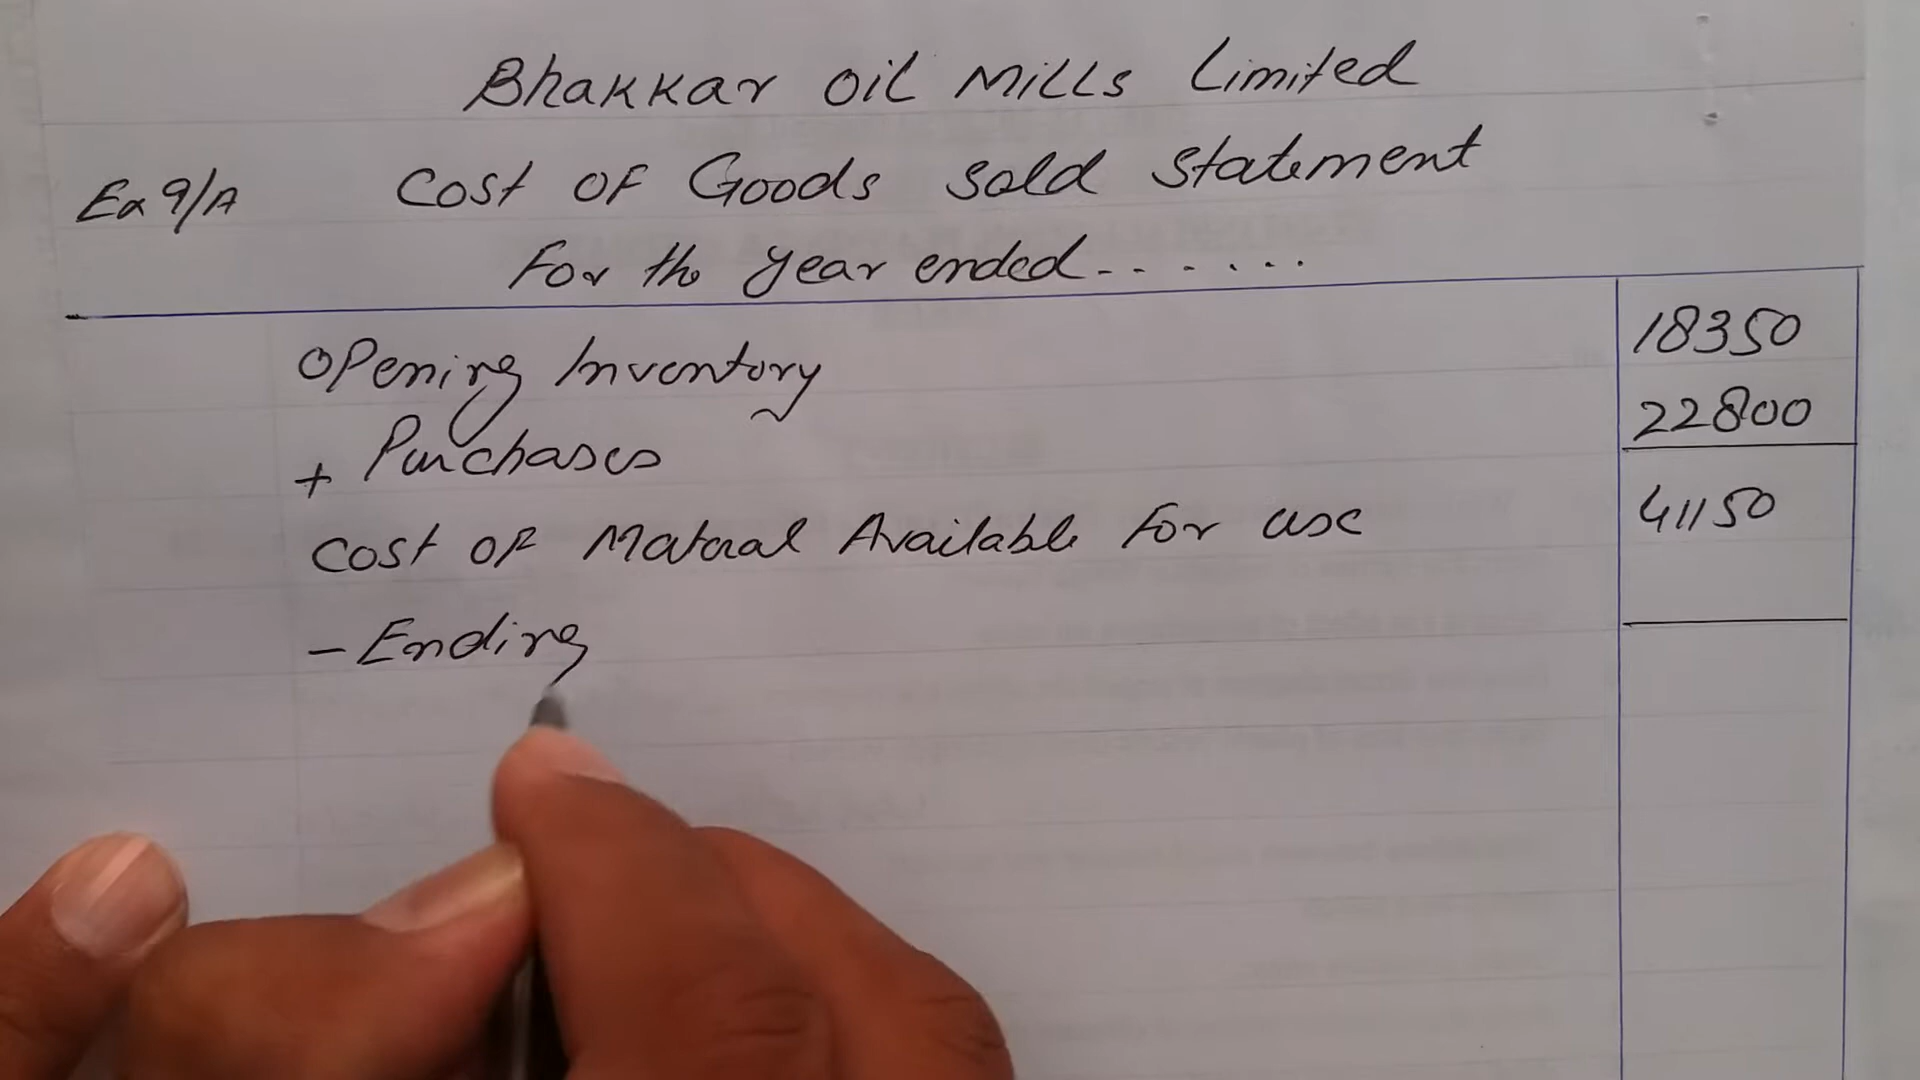 Bhakkar Oil Mills Limited
Ex 9/A Cost OF Goods Sold Statement
For the year ended.......
Opening Inventory 18350
+ Purchases 22800
Cost OF Mataral Available For use 41150
- Ending